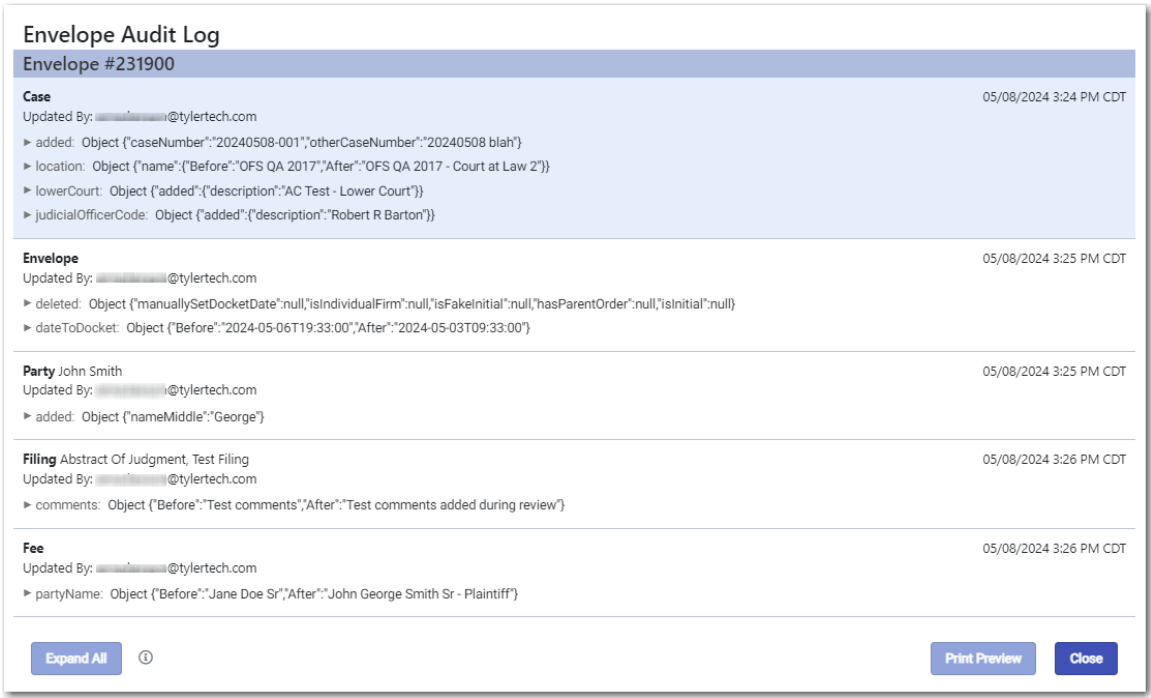 Envelope Audit Log
Envelope #231900
Case 05/08/2024 3:24 PM CDT
Updated By: @tylertech.com
► added: Object {"caseNumber":"20240508-001","otherCaseNumber":"20240508 blah"}
► location: Object {"name":{"Before":"OFS QA 2017","After":"OFS QA 2017 - Court at Law 2"}}
► lowerCourt: Object {"added":{"description":"AC Test - Lower Court"}}
► judicialOfficerCode: Object {"added":{"description":"Robert R Barton"}}
Envelope 05/08/2024 3:25 PM CDT
Updated By: @tylertech.com
► deleted: Object {"manuallySetDocketDate":null,"isIndividualFirm":null,"isFakeInitial":null,"hasParentOrder":null,"isInitial":null}
► dateToDocket: Object {"Before":"2024-05-06T19:33:00","After":"2024-05-03T09:33:00"}
Party John Smith 05/08/2024 3:25 PM CDT
Updated By: @tylertech.com
► added: Object {"nameMiddle":"George"}
Filing Abstract Of Judgment, Test Filing 05/08/2024 3:26 PM CDT
Updated By: @tylertech.com
► comments: Object {"Before":"Test comments","After":"Test comments added during review"}
Fee 05/08/2024 3:26 PM CDT
Updated By: @tylertech.com
► partyName: Object {"Before":"Jane Doe Sr","After":"John George Smith Sr - Plaintiff"}
Expand All Print Preview Close